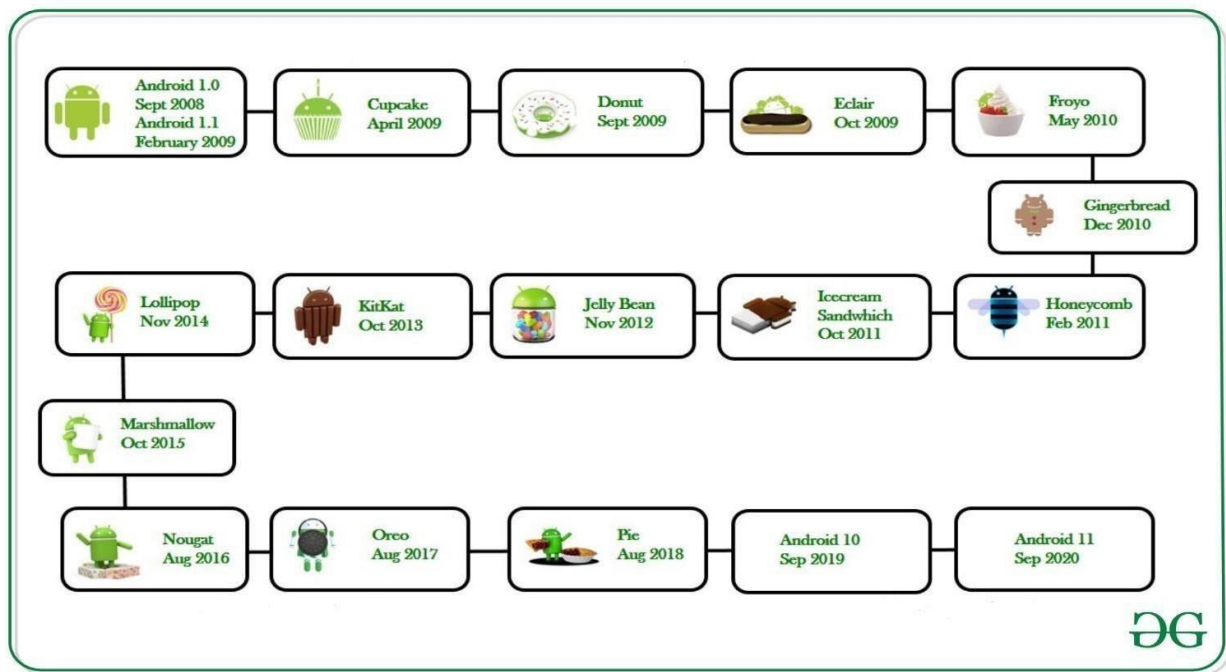 Android 1.0
Sept 2008
Android 1.1
February 2009
Cupcake
April 2009
Donut
Sept 2009
Eclair
Oct 2009
Froyo
May 2010
Gingerbread
Dec 2010
Honeycomb
Feb 2011
Icecream
Sandwhich
Oct 2011
Jelly Bean
Nov 2012
KitKat
Oct 2013
Lollipop
Nov 2014
Marshmallow
Oct 2015
Nougat
Aug 2016
Oreo
Aug 2017
Pie
Aug 2018
Android 10
Sep 2019
Android 11
Sep 2020